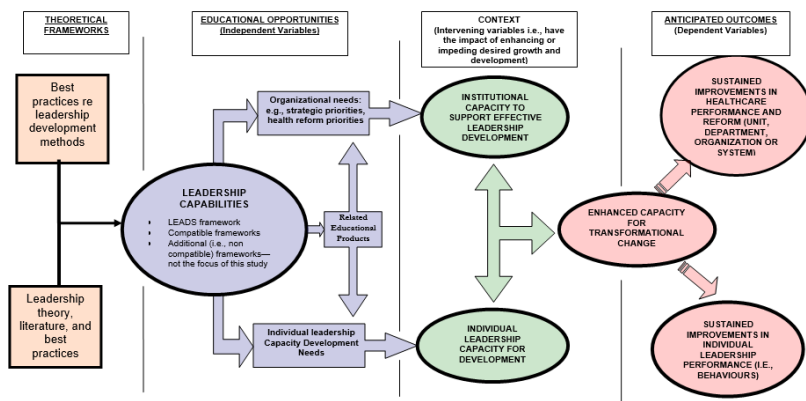 THEORETICAL
FRAMEWORKS
EDUCATIONAL OPPORTUNITIES
(Independent Variables)
CONTEXT
(Intervening variables i.e., have
the impact of enhancing or
impeding desired growth and
development)
ANTICIPATED OUTCOMES
(Dependent Variables)
Best
practices re
leadership
development
methods
Leadership
theory,
literature, and
best
practices
LEADERSHIP
CAPABILITIES
• LEADS framework
• Compatible frameworks
• Additional (i.e., non
compatible) frameworks—
not the focus of this study
Organizational needs:
e.g., strategic priorities,
health reform priorities
Related
Educational
Products
Individual leadership
Capacity Development
Needs
INSTITUTIONAL
CAPACITY TO
SUPPORT EFFECTIVE
LEADERSHIP
DEVELOPMENT
INDIVIDUAL
LEADERSHIP
CAPACITY FOR
DEVELOPMENT
ENHANCED CAPACITY
FOR
TRANSFORMATIONAL
CHANGE
SUSTAINED
IMPROVEMENTS IN
HEALTHCARE
PERFORMANCE AND
REFORM (UNIT,
DEPARTMENT,
ORGANIZATION OR
SYSTEM)
SUSTAINED
IMPROVEMENTS IN
INDIVIDUAL
LEADERSHIP
PERFORMANCE (I.E.,
BEHAVIOURS)